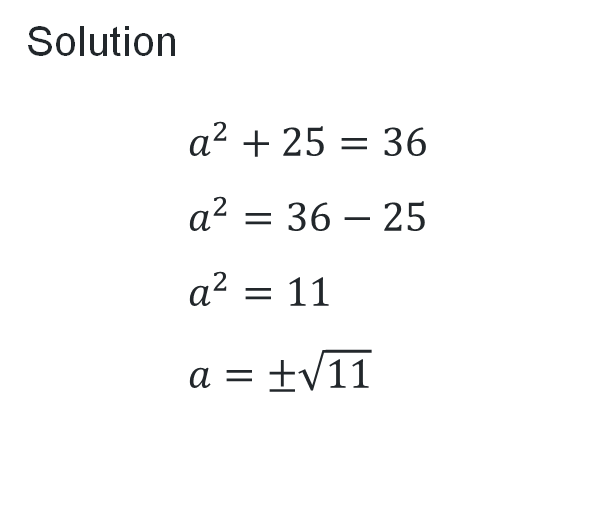 Solution
a² + 25 = 36
a² = 36 − 25
a² = 11
a = ±√11